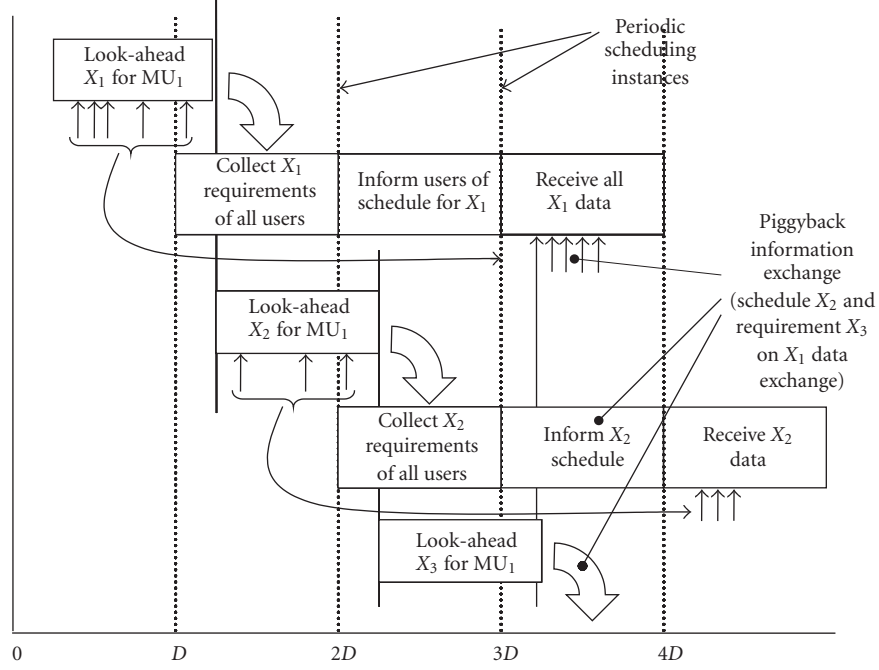 Periodic
scheduling
instances
Look-ahead
X₁ for MU₁
Collect X₁
requirements
of all users
Inform users of
schedule for X₁
Receive all
X₁ data
Piggyback
information
exchange
(schedule X₂ and
requirement X₃
on X₁ data
exchange)
Look-ahead
X₂ for MU₁
Collect X₂
requirements
of all users
Inform X₂
schedule
Receive X₂
data
Look-ahead
X₃ for MU₁
0 D 2D 3D 4D